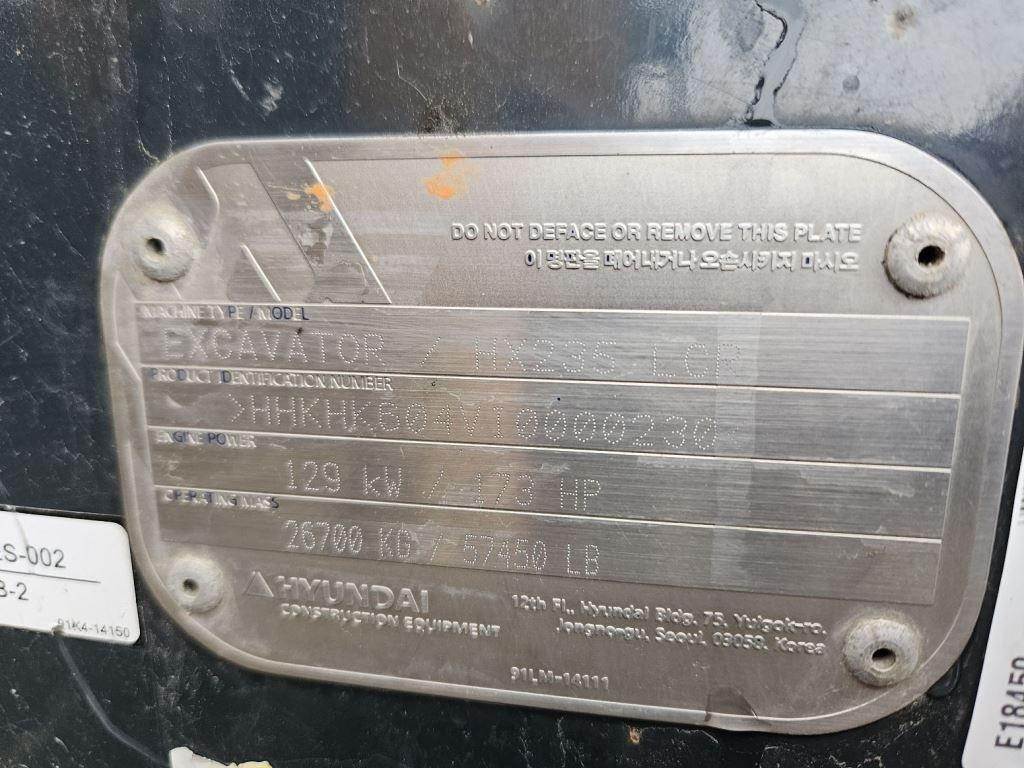 DO NOT DEFACE OR REMOVE THIS PLATE
이 명판을 떼어내거나 오손시키지 마시오
MACHINE TYPE / MODEL
EXCAVATOR / HX235 LCR
PRODUCT IDENTIFICATION NUMBER
>HHKHK604VI0000230
ENGINE POWER
129 kW / 173 HP
OPERATING MASS
26700 KG / 57450 LB
HYUNDAI
CONSTRUCTION EQUIPMENT
12th Fl., Hyundai Bldg. 75, Yulgok-ro,
Jongno-gu, Seoul, 03059, Korea
91LM-14111
S-002
B-2
91K4-14150
E18459